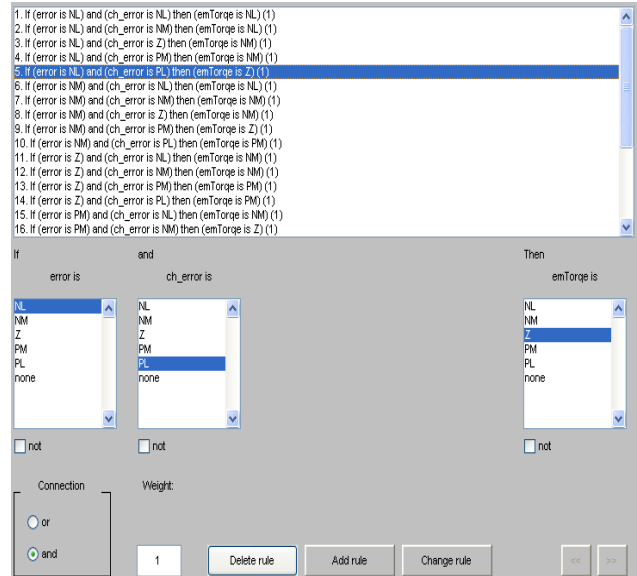 1. If (error is NL) and (ch_error is NL) then (emTorqe is NL) (1)
2. If (error is NL) and (ch_error is NM) then (emTorqe is NL) (1)
3. If (error is NL) and (ch_error is Z) then (emTorqe is NM) (1)
4. If (error is NL) and (ch_error is PM) then (emTorqe is NM) (1)
5. If (error is NL) and (ch_error is PL) then (emTorqe is Z) (1)
6. If (error is NM) and (ch_error is NL) then (emTorqe is NL) (1)
7. If (error is NM) and (ch_error is NM) then (emTorqe is NM) (1)
8. If (error is NM) and (ch_error is Z) then (emTorqe is NM) (1)
9. If (error is NM) and (ch_error is PM) then (emTorqe is Z) (1)
10. If (error is NM) and (ch_error is PL) then (emTorqe is PM) (1)
11. If (error is Z) and (ch_error is NL) then (emTorqe is NM) (1)
12. If (error is Z) and (ch_error is NM) then (emTorqe is NM) (1)
13. If (error is Z) and (ch_error is PM) then (emTorqe is PM) (1)
14. If (error is Z) and (ch_error is PL) then (emTorqe is PM) (1)
15. If (error is PM) and (ch_error is NL) then (emTorqe is NM) (1)
16. If (error is PM) and (ch_error is NM) then (emTorqe is Z) (1)
If and Then
error is ch_error is emTorqe is
NL NL NL
NM NM NM
Z Z Z
PM PM PM
PL PL PL
none none none
not not not
Connection Weight:
or
and 1 Delete rule Add rule Change rule << >>